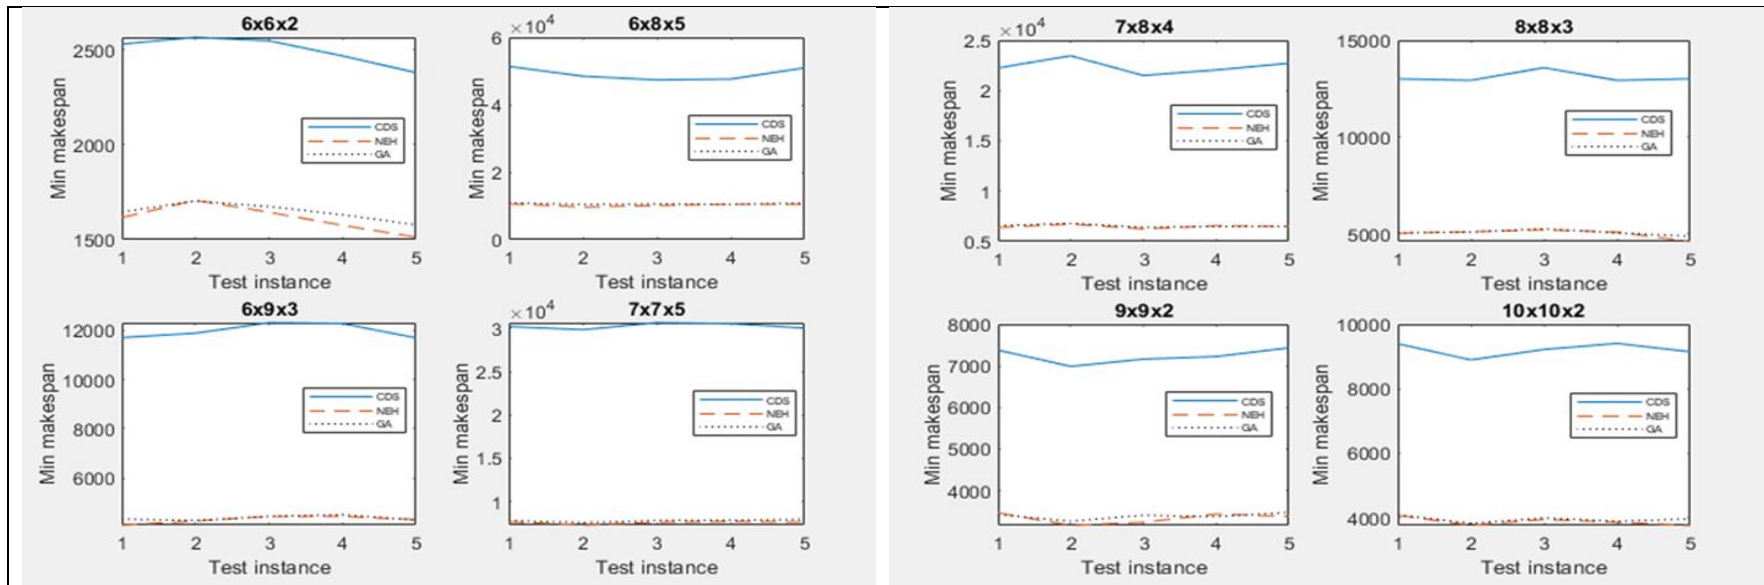 6x6x2
2500
2000
1500
Min makespan
CDS
NEH
GA
1 2 3 4 5
Test instance
6x8x5
×10⁴
6
4
2
0
Min makespan
CDS
NEH
GA
1 2 3 4 5
Test instance
7x8x4
×10⁴
2.5
2
1.5
1
0.5
Min makespan
CDS
NEH
GA
1 2 3 4 5
Test instance
8x8x3
15000
10000
5000
Min makespan
CDS
NEH
GA
1 2 3 4 5
Test instance
6x9x3
12000
10000
8000
6000
Min makespan
CDS
NEH
GA
1 2 3 4 5
Test instance
7x7x5
×10⁴
3
2.5
2
1.5
1
Min makespan
CDS
NEH
GA
1 2 3 4 5
Test instance
9x9x2
8000
7000
6000
5000
4000
Min makespan
CDS
NEH
GA
1 2 3 4 5
Test instance
10x10x2
10000
8000
6000
4000
Min makespan
CDS
NEH
GA
1 2 3 4 5
Test instance